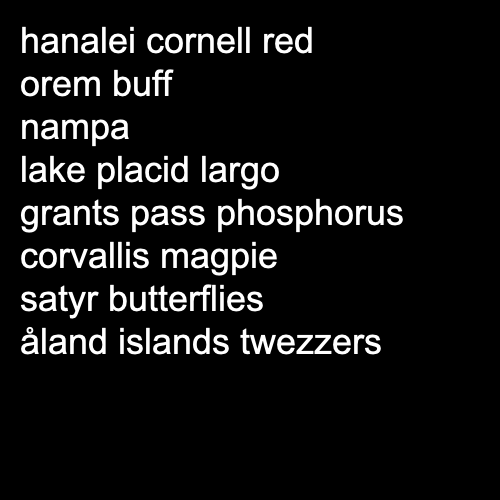 hanalei cornell red
orem buff
nampa
lake placid largo
grants pass phosphorus
corvallis magpie
satyr butterflies
åland islands twezzers